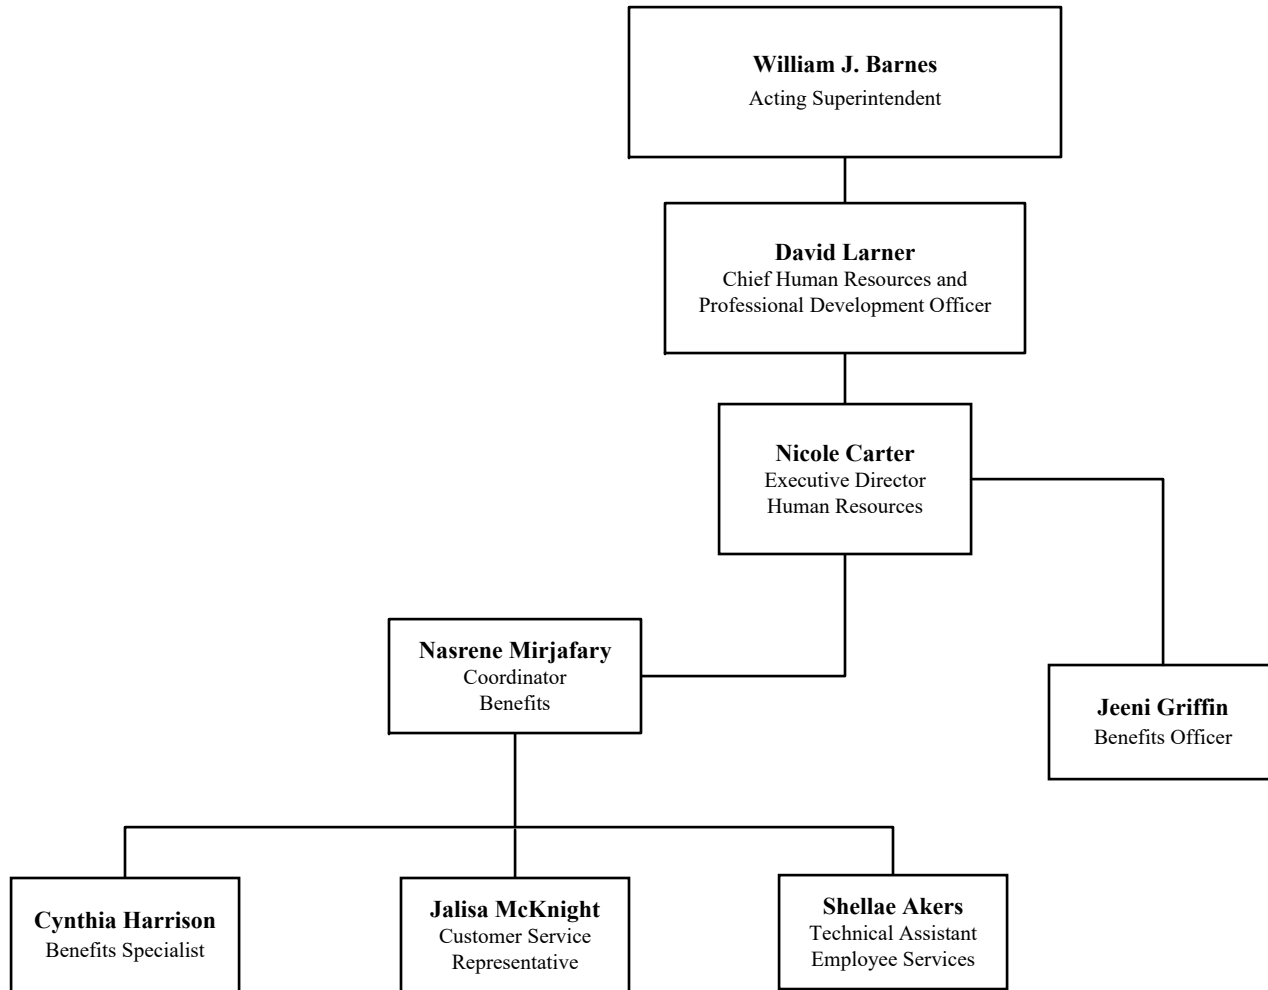 William J. Barnes
Acting Superintendent
David Larner
Chief Human Resources and
Professional Development Officer
Nicole Carter
Executive Director
Human Resources
Nasrene Mirjafary
Coordinator
Benefits
Jeeni Griffin
Benefits Officer
Cynthia Harrison
Benefits Specialist
Jalisa McKnight
Customer Service
Representative
Shellae Akers
Technical Assistant
Employee Services